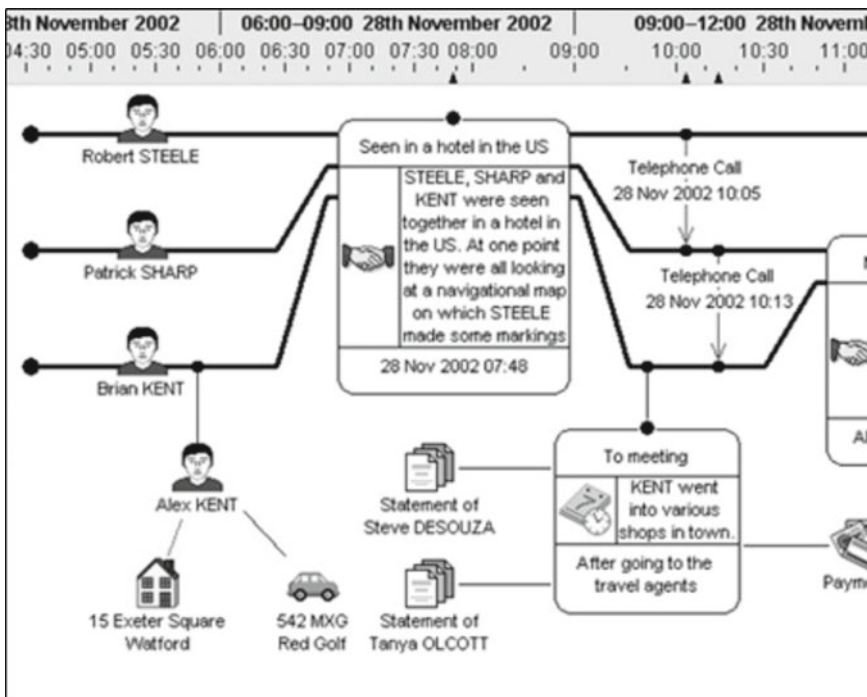 8th November 2002 | 06:00–09:00 28th November 2002 | 09:00–12:00 28th Novem
04:30 05:00 05:30 06:00 06:30 07:00 07:30 08:00 09:00 10:00 10:30 11:00
Robert STEELE
Patrick SHARP
Brian KENT
Alex KENT
15 Exeter Square
Watford
542 MXG
Red Golf
Seen in a hotel in the US
STEELE, SHARP and
KENT were seen
together in a hotel in
the US. At one point
they were all looking
at a navigational map
on which STEELE
made some markings
28 Nov 2002 07:48
Telephone Call
28 Nov 2002 10:05
Telephone Call
28 Nov 2002 10:13
Statement of
Steve DESOUZA
Statement of
Tanya OLCOTT
To meeting
7
KENT went
into various
shops in town.
After going to the
travel agents
Payme